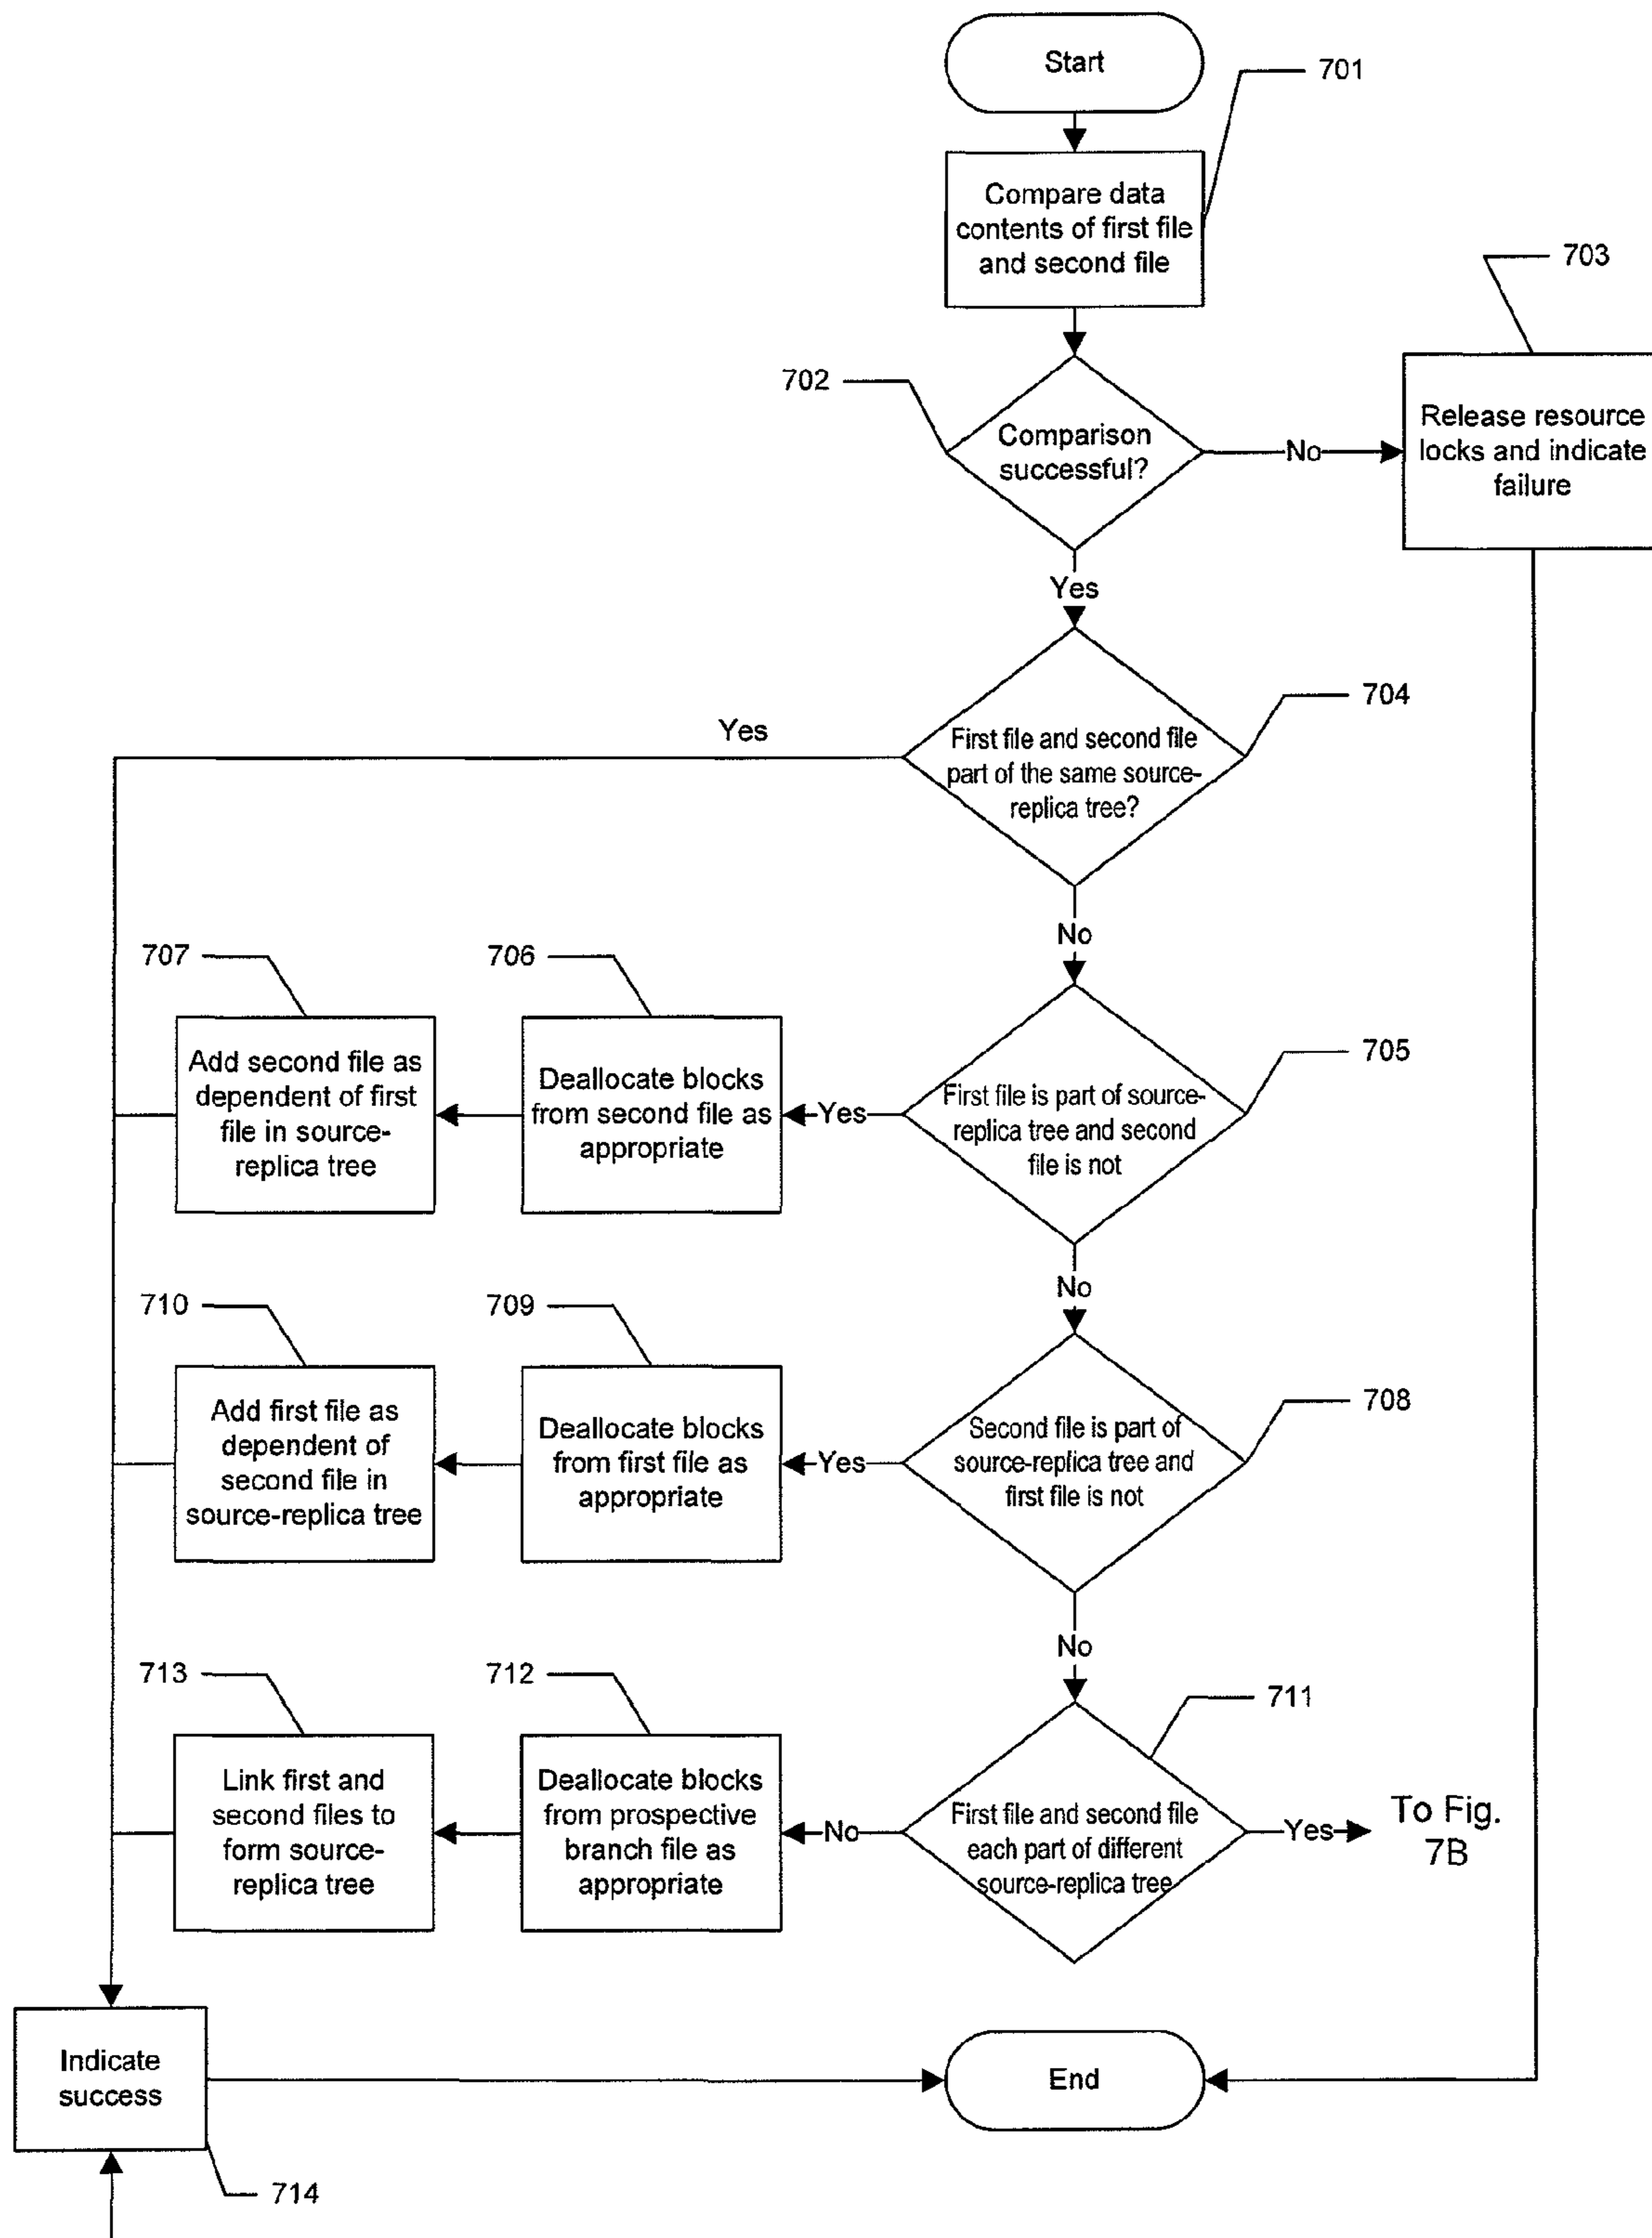 Start
701
Compare data
contents of first file
and second file
703
702
Comparison
successful?
No
Release resource
locks and indicate
failure
Yes
704
Yes
First file and second file
part of the same source-
replica tree?
No
707
706
705
Add second file as
dependent of first
file in source-
replica tree
Deallocate blocks
from second file as
appropriate
Yes
First file is part of source-
replica tree and second
file is not
No
710
709
708
Add first file as
dependent of
second file in
source-replica tree
Deallocate blocks
from first file as
appropriate
Yes
Second file is part of
source-replica tree and
first file is not
No
713
712
711
Link first and
second files to
form source-
replica tree
Deallocate blocks
from prospective
branch file as
appropriate
No
First file and second file
each part of different
source-replica tree
Yes
To Fig.
7B
Indicate
success
End
714